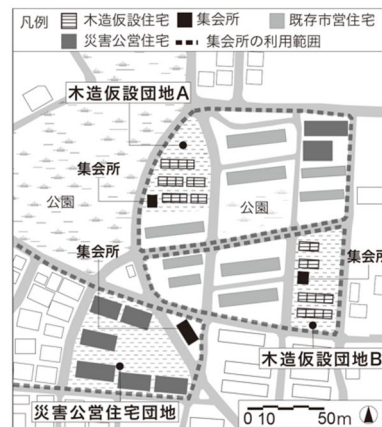 凡例 木造仮設住宅 集会所 既存市営住宅
災害公営住宅 集会所の利用範囲
木造仮設団地A
集会所
公園
公園
集会所
集会所
木造仮設団地B
災害公営住宅団地
0 10 50m